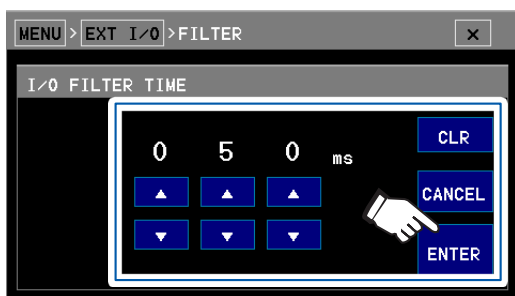 MENU > EXT I/O > FILTER ×
I/O FILTER TIME
0 5 0 ms
CLR
CANCEL
ENTER